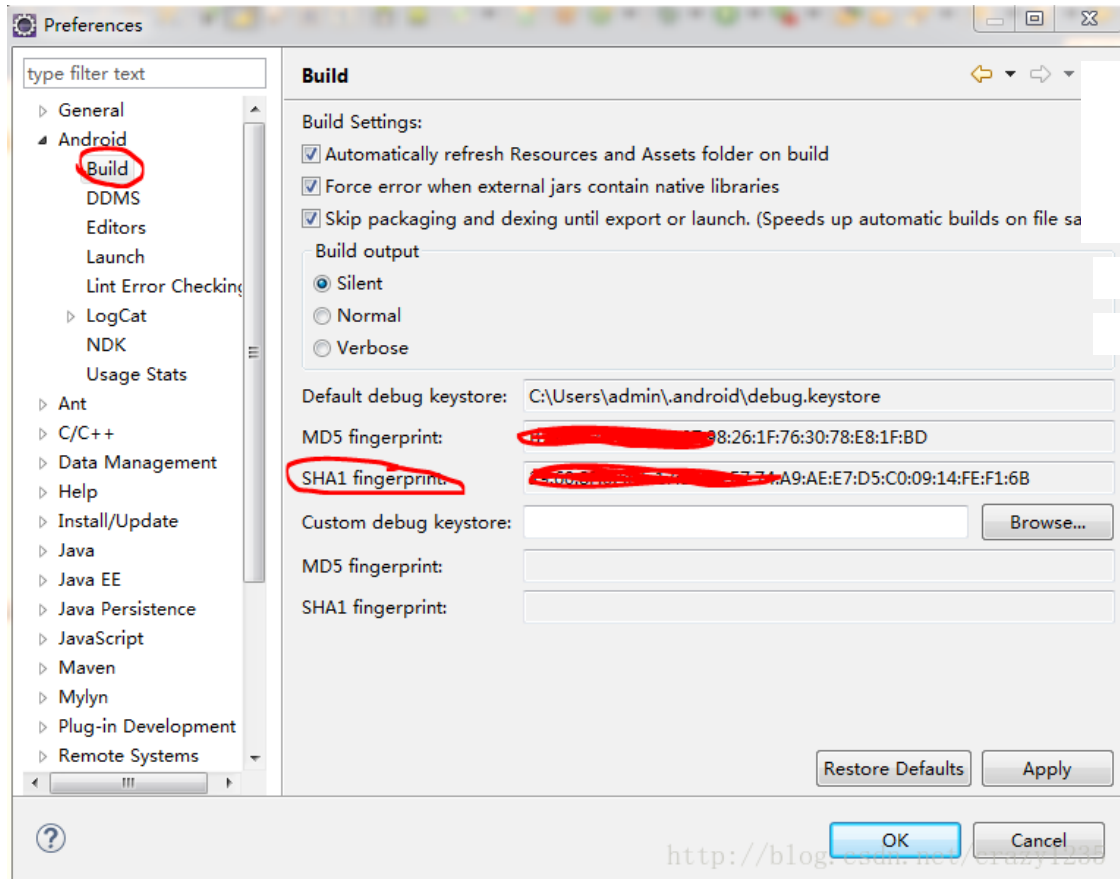 Preferences
type filter text
General
Android
Build
DDMS
Editors
Launch
Lint Error Checking
LogCat
NDK
Usage Stats
Ant
C/C++
Data Management
Help
Install/Update
Java
Java EE
Java Persistence
JavaScript
Maven
Mylyn
Plug-in Development
Remote Systems
Build
Build Settings:
Automatically refresh Resources and Assets folder on build
Force error when external jars contain native libraries
Skip packaging and dexing until export or launch. (Speeds up automatic builds on file sa
Build output
Silent
Normal
Verbose
Default debug keystore: C:\Users\admin\.android\debug.keystore
MD5 fingerprint: 98:26:1F:76:30:78:E8:1F:BD
SHA1 fingerprint: A9:AE:E7:D5:C0:09:14:FE:F1:6B
Custom debug keystore: Browse...
MD5 fingerprint:
SHA1 fingerprint:
Restore Defaults Apply
OK Cancel
http://blog.csdn.net/crazy1235